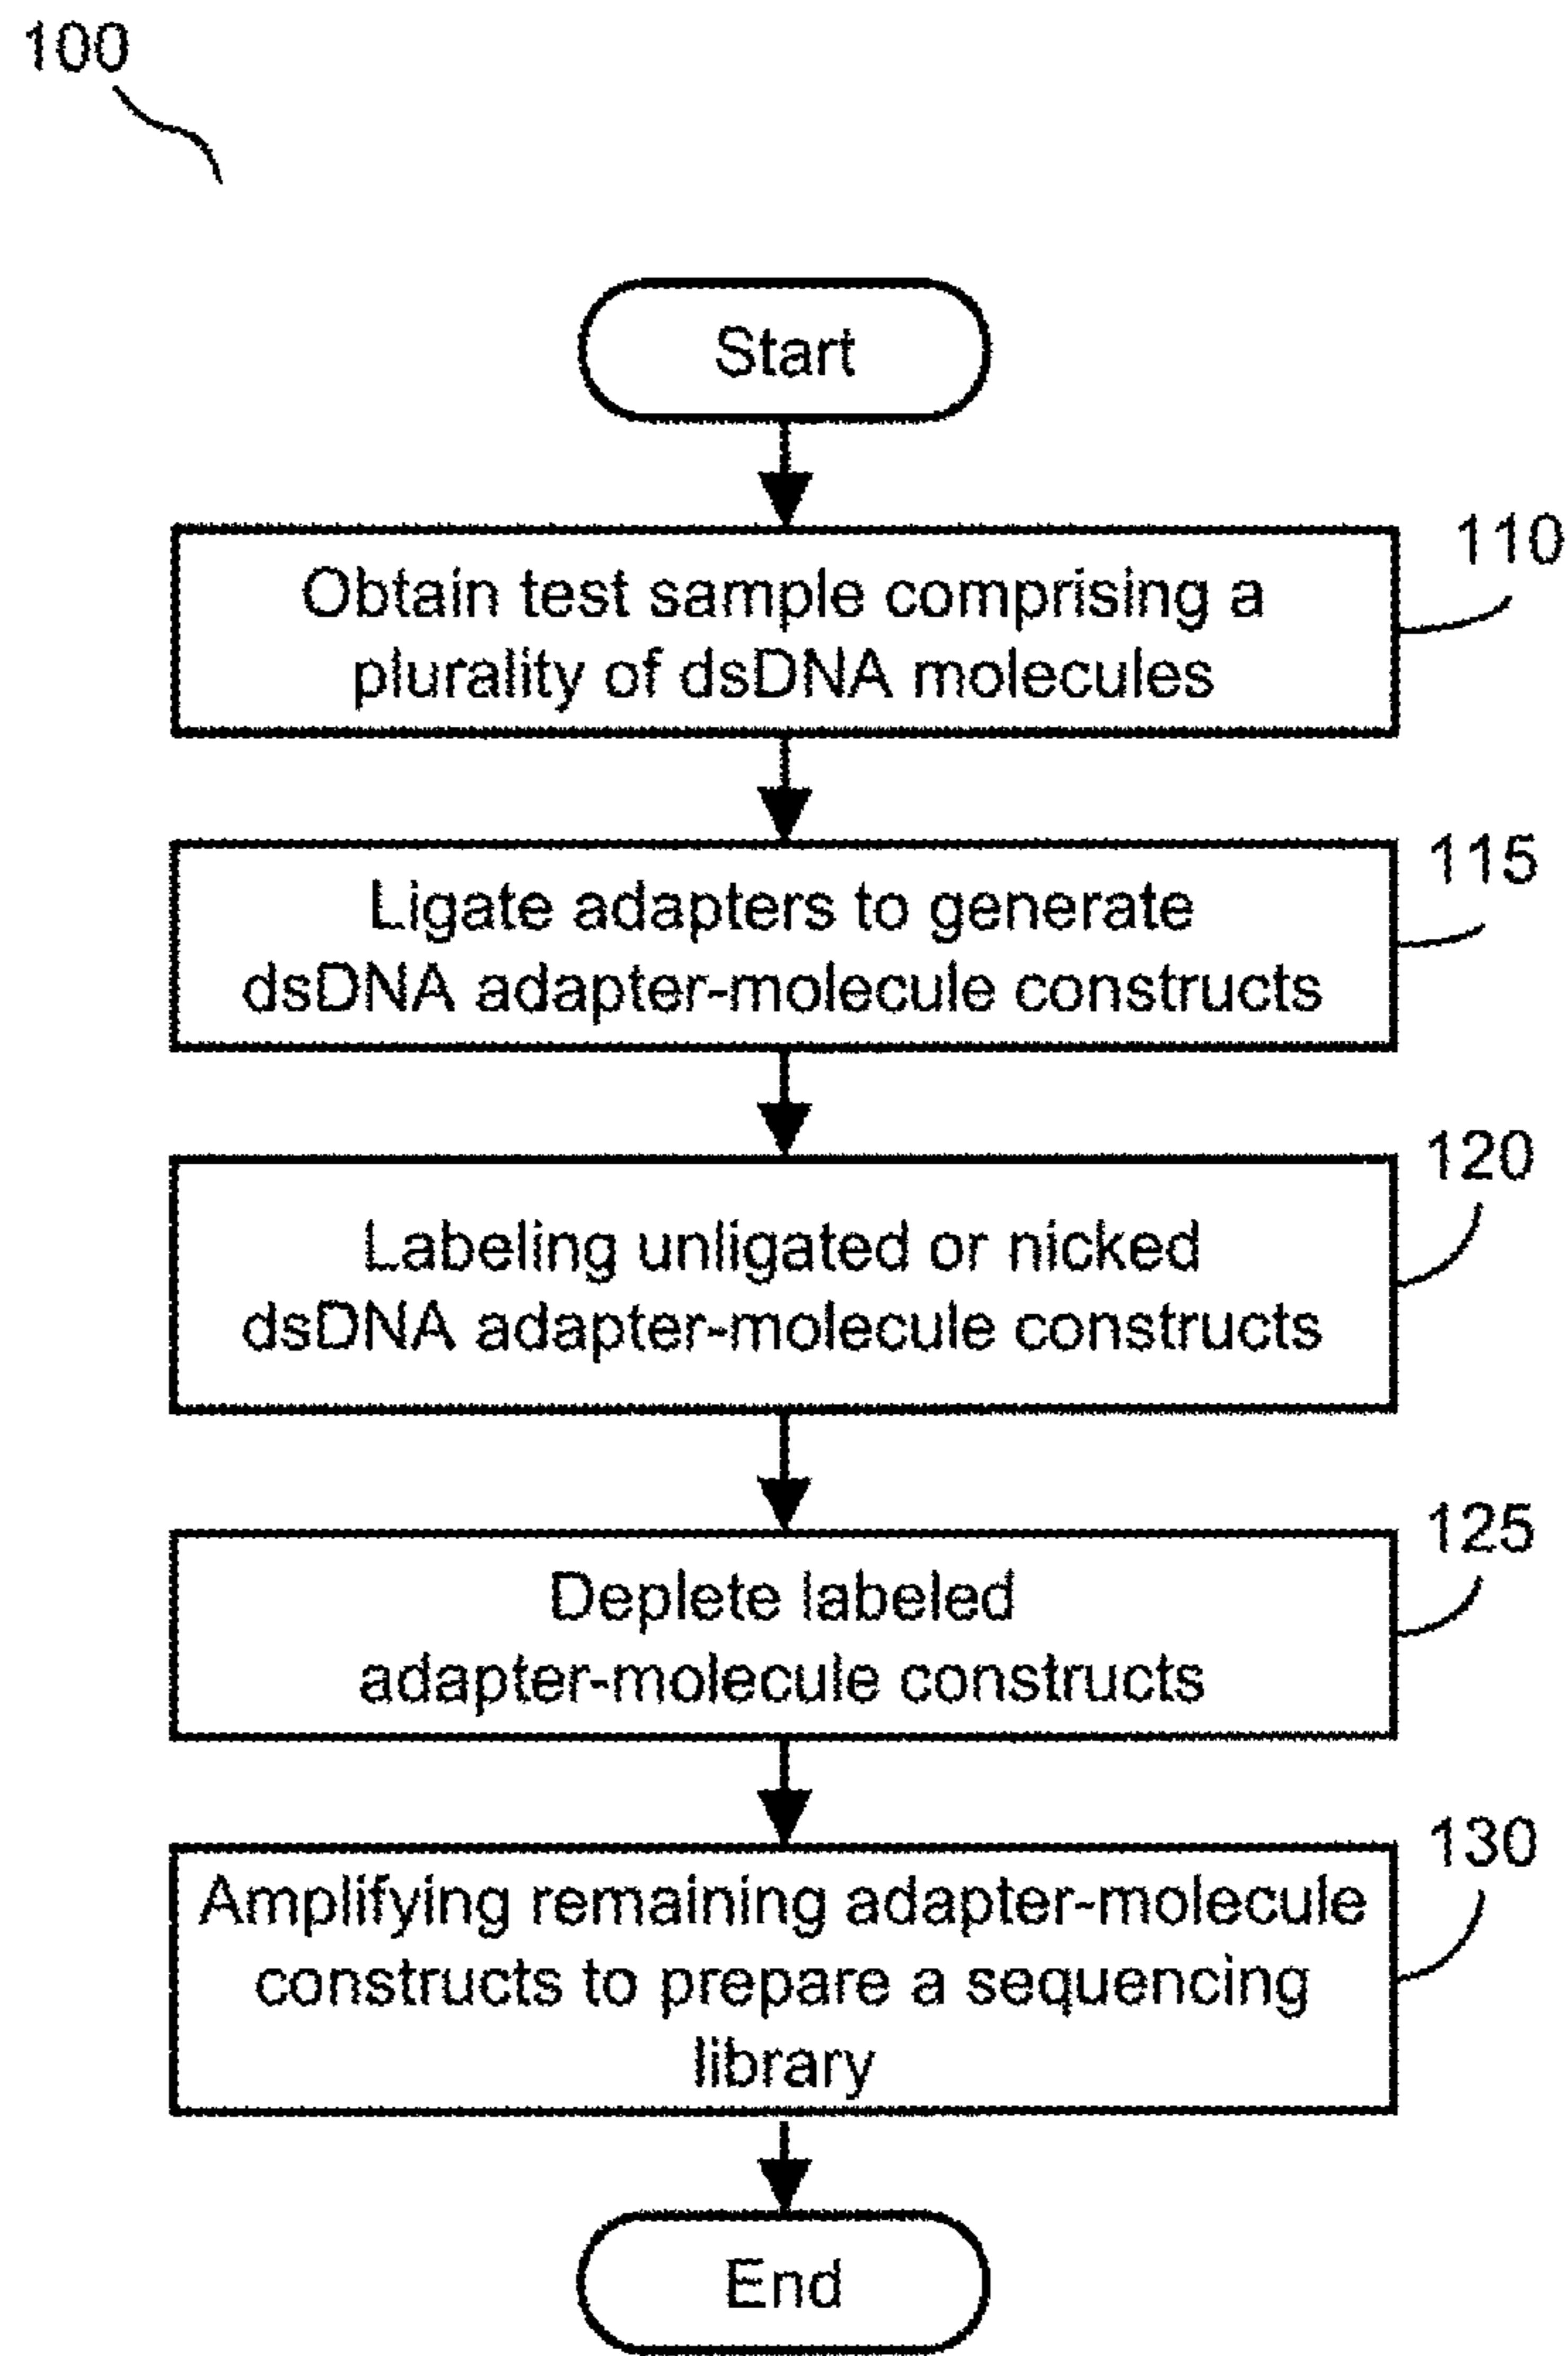 100
Start
110
Obtain test sample comprising a
plurality of dsDNA molecules
115
Ligate adapters to generate
dsDNA adapter-molecule constructs
120
Labeling unligated or nicked
dsDNA adapter-molecule constructs
125
Deplete labeled
adapter-molecule constructs
130
Amplifying remaining adapter-molecule
constructs to prepare a sequencing
library
End